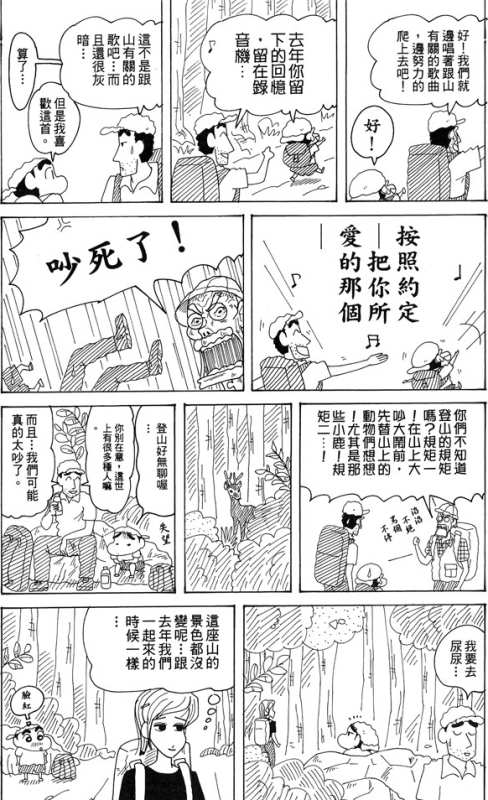 好！我們就
邊唱著跟山
有關的歌曲
，邊努力的
爬上去吧！
好！
去年你留
下的回憶
，留在錄
音機…
這不是跟
山有關的
歌吧…而
且還很灰
暗…
但是我喜
歡這首。
算了…
按照約定
—把你所
—愛的那個
吵死了！
你們不知道
登山的規矩
嗎？規矩一
！在山上大
吵大鬧前，
先替山上的
動物們想想
！尤其是那
些小鹿！規
矩二…！
滔滔
不絕
罵個
不停
登山好無聊喔
你別在意，這世
上有很多種人嘛
而且…我們可能
真的太吵了。
失望
我要去
尿尿…
…
這座山的
景色都沒
變呢…跟
去年我們
一起來的
時候一樣
…
臉紅